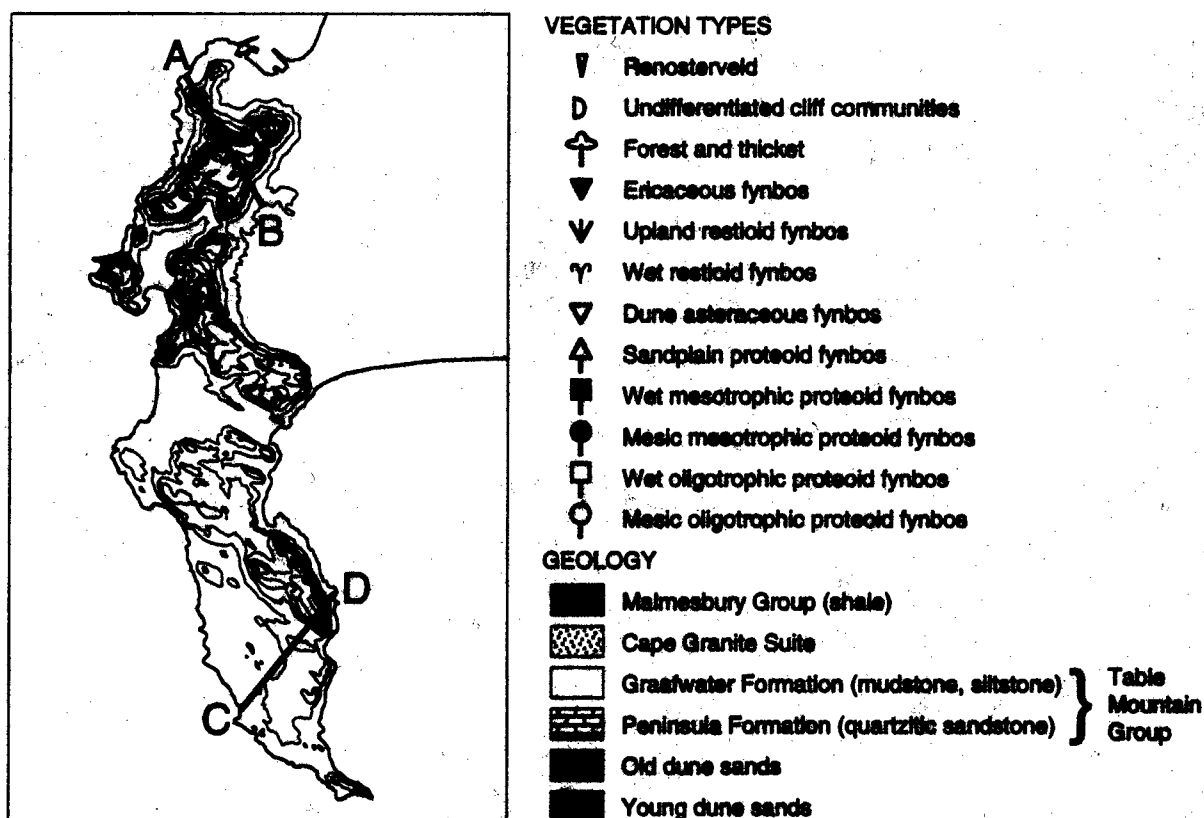 A
B
C
D
VEGETATION TYPES
Renosterveld
Undifferentiated cliff communities
Forest and thicket
Ericaceous fynbos
Upland restioid fynbos
Wet restioid fynbos
Dune asteraceous fynbos
Sandplain proteoid fynbos
Wet mesotrophic proteoid fynbos
Mesic mesotrophic proteoid fynbos
Wet oligotrophic proteoid fynbos
Mesic oligotrophic proteoid fynbos
GEOLOGY
Malmesbury Group (shale)
Cape Granite Suite
Graafwater Formation (mudstone, siltstone)
Peninsula Formation (quartzitic sandstone)
Table
Mountain
Group
Old dune sands
Young dune sands